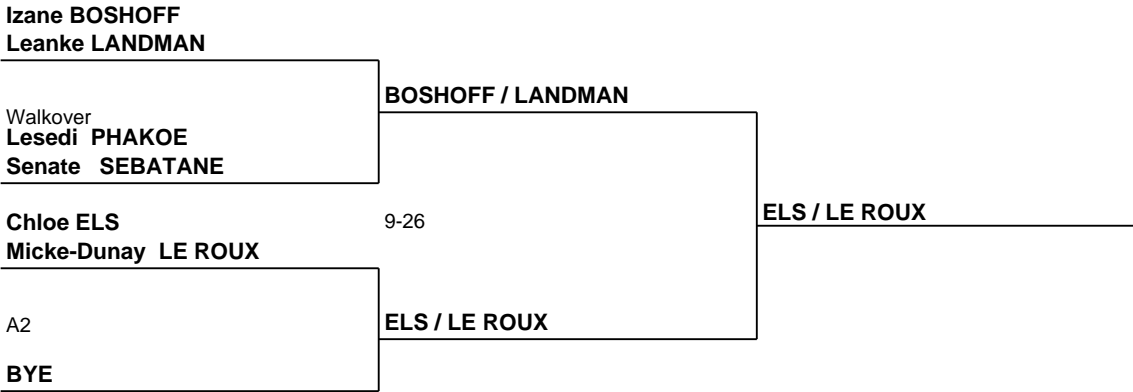 Izane BOSHOFF
Leanke LANDMAN
BOSHOFF / LANDMAN
Walkover
Lesedi PHAKOE
Senate SEBATANE
ELS / LE ROUX
Chloe ELS
9-26
Micke-Dunay LE ROUX
A2
ELS / LE ROUX
BYE